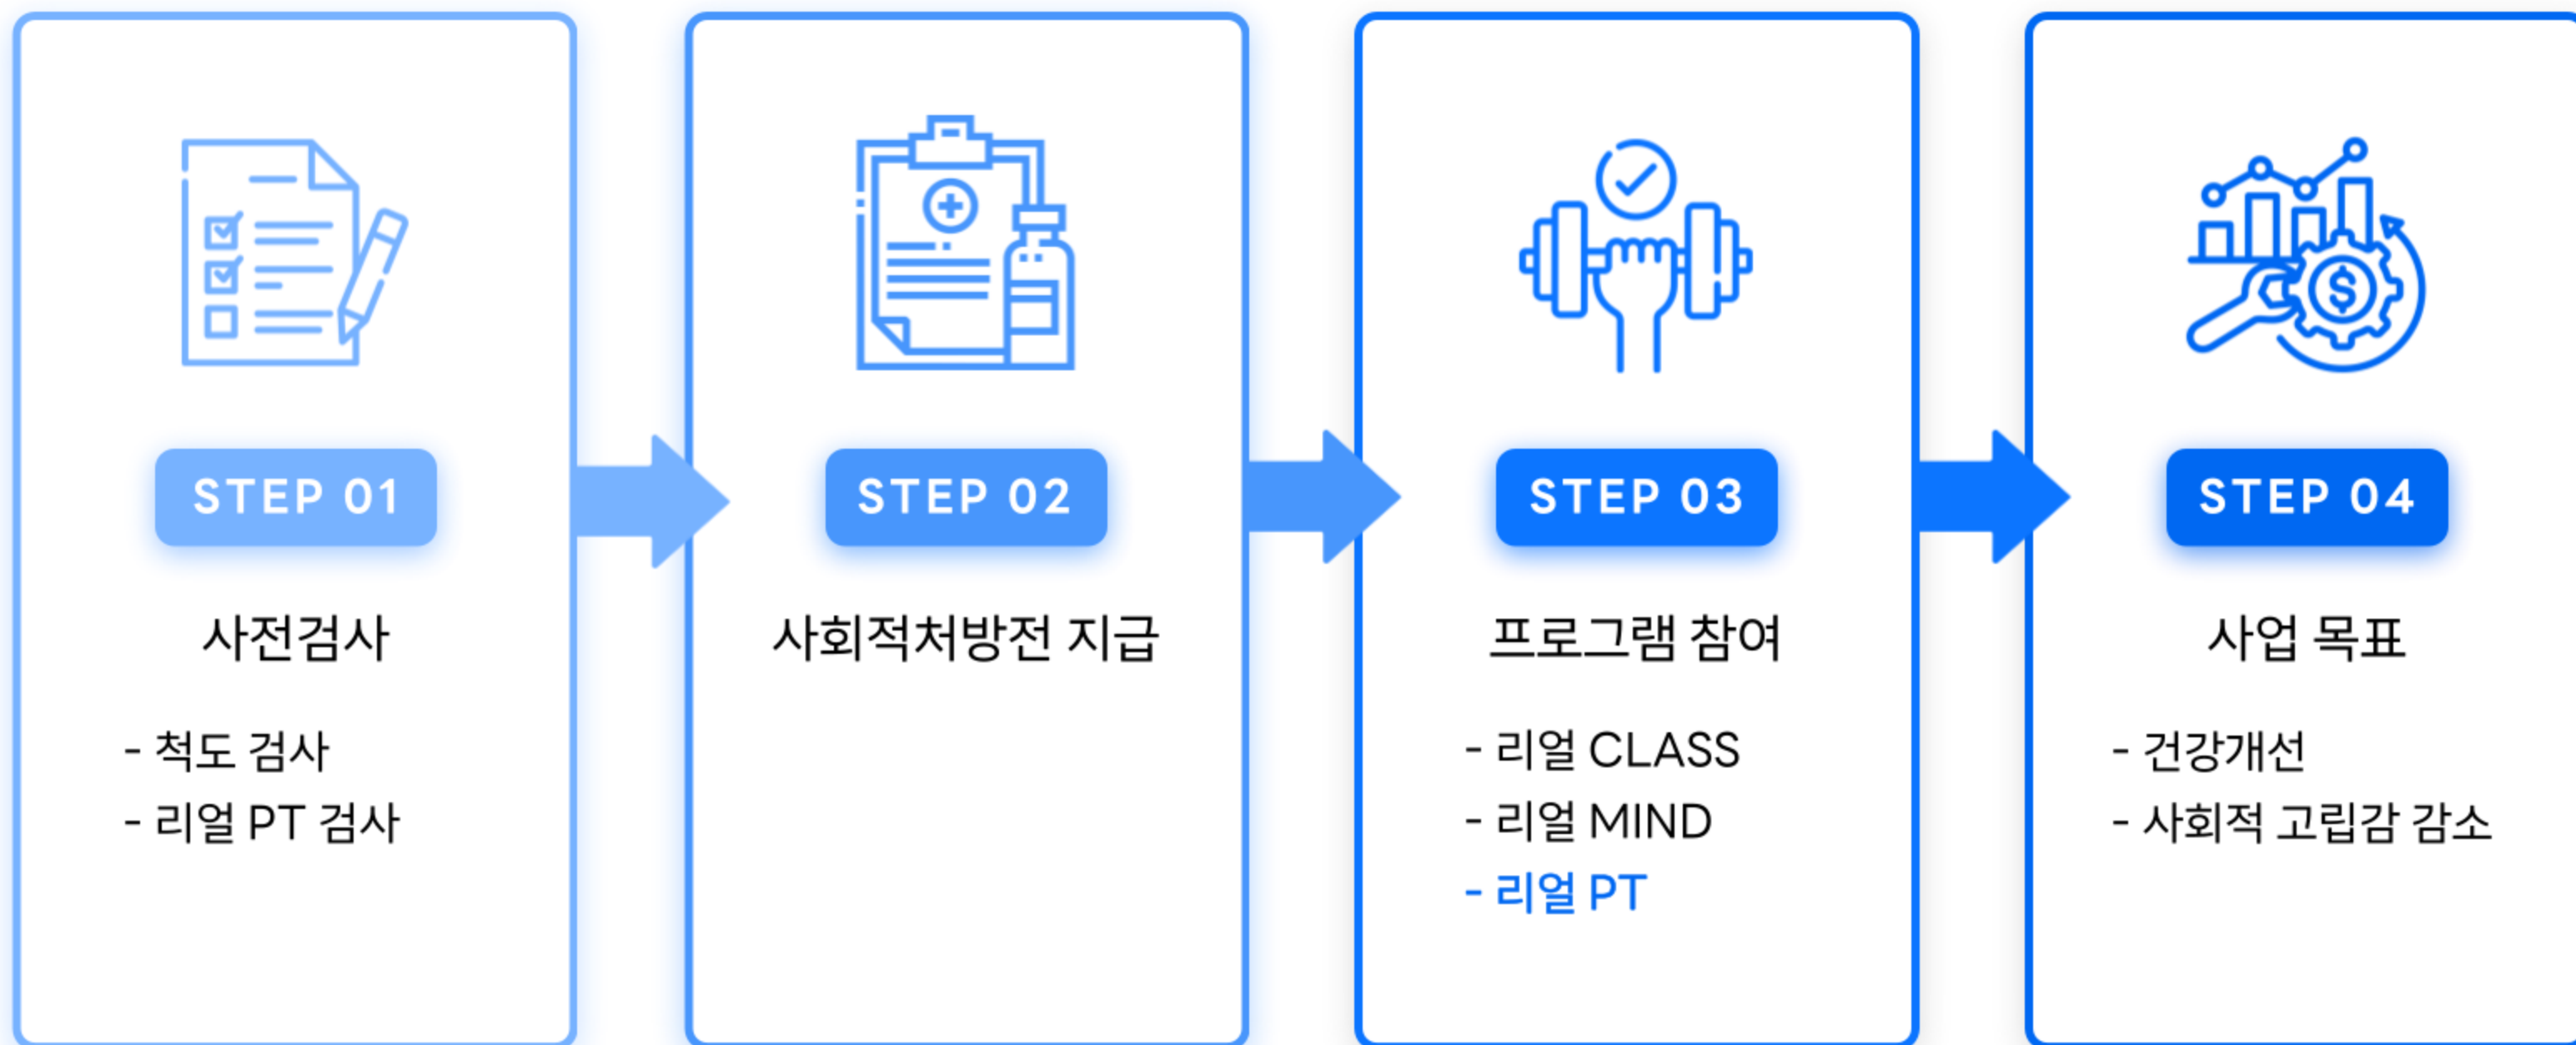 STEP 01
사전검사
- 척도 검사
- 리얼 PT 검사
STEP 02
사회적처방전 지급
STEP 03
프로그램 참여
- 리얼 CLASS
- 리얼 MIND
- 리얼 PT
$
STEP 04
사업 목표
- 건강개선
- 사회적 고립감 감소